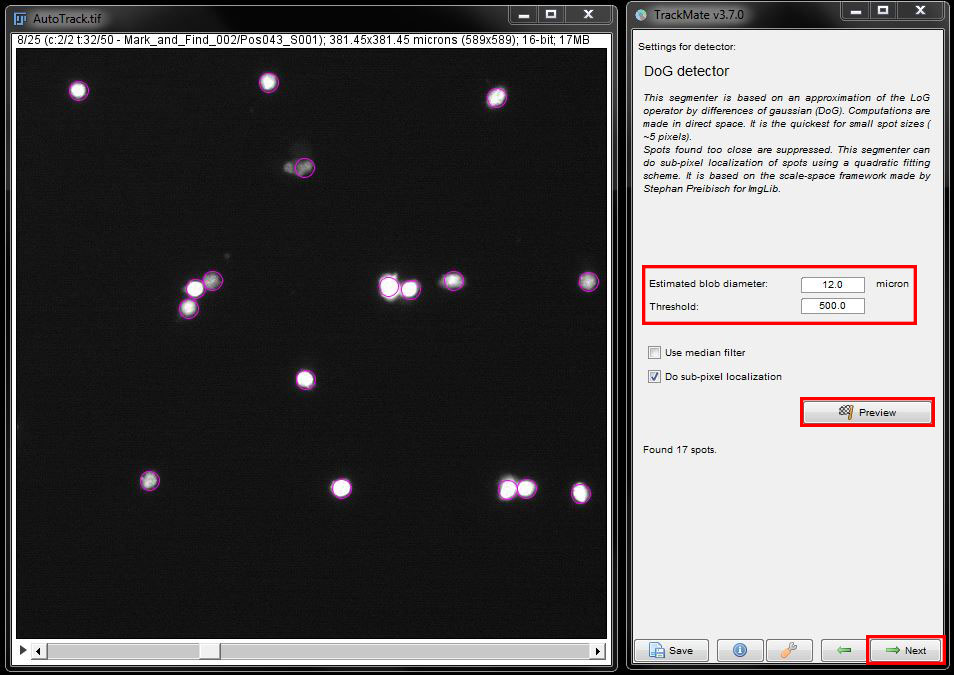 AutoTrack.tif
8/25 (c:2/2 t:32/50 - Mark_and_Find_002/Pos043_S001); 381.45x381.45 microns (589x589); 16-bit; 17MB
TrackMate v3.7.0
Settings for detector:
DoG detector
This segmenter is based on an approximation of the LoG
operator by differences of gaussian (DoG). Computations are
made in direct space. It is the quickest for small spot sizes (
~5 pixels).
Spots found too close are suppressed. This segmenter can
do sub-pixel localization of spots using a quadratic fitting
scheme. It is based on the scale-space framework made by
Stephan Preibisch for ImgLib.
Estimated blob diameter: 12.0 micron
Threshold: 500.0
Use median filter
Do sub-pixel localization
Preview
Found 17 spots.
Save Next